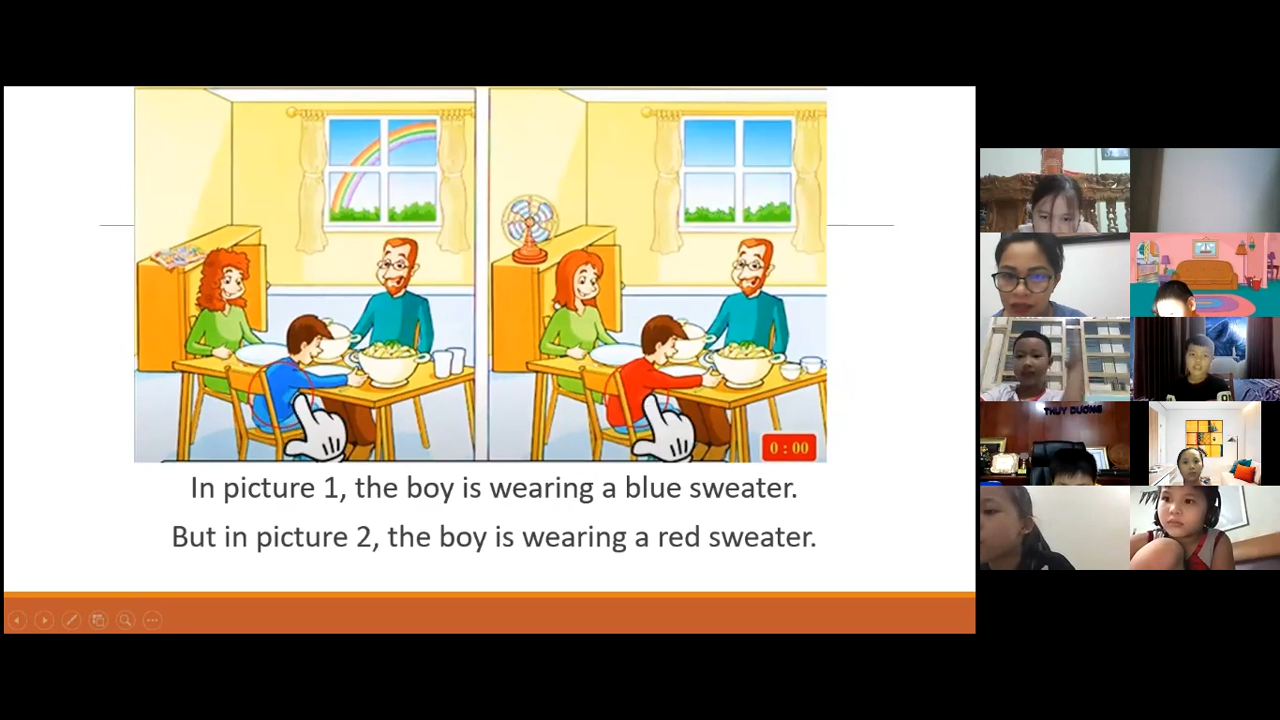 0 : 00
In picture 1, the boy is wearing a blue sweater.
But in picture 2, the boy is wearing a red sweater.
THUY DUONG